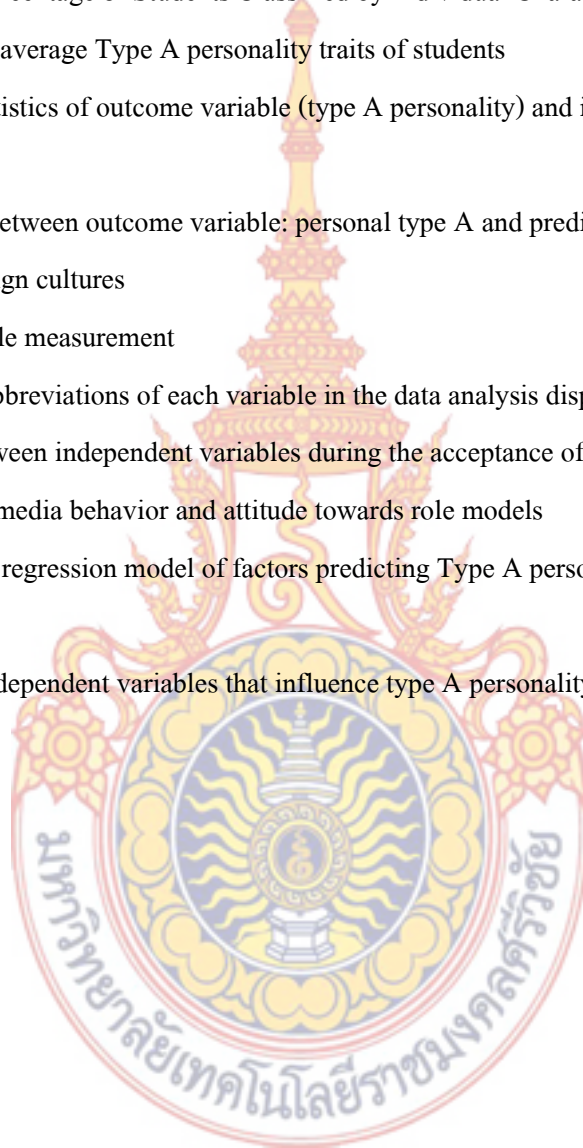 average Type A personality traits of students
tistics of outcome variable (type A personality) and i
etween outcome variable: personal type A and predi
ign cultures
le measurement
bbreviations of each variable in the data analysis disp
ween independent variables during the acceptance of
media behavior and attitude towards role models
regression model of factors predicting Type A perso
dependent variables that influence type A personality
มหาวิทยาลัยเทคโนโลยีราชมงคลศรีวิชัย